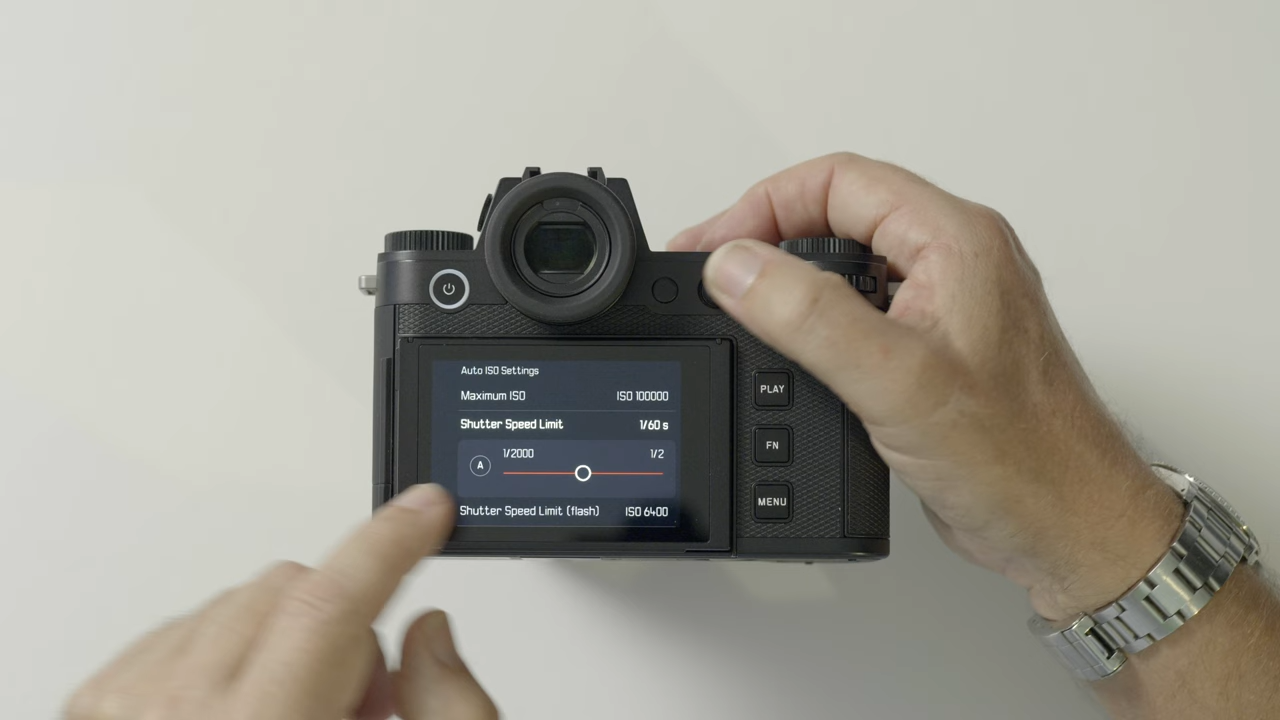 Auto ISO Settings
Maximum ISO ISO 100000
Shutter Speed Limit 1/60 s
1/2000 1/2
A
Shutter Speed Limit (flash) ISO 6400
PLAY
FN
MENU